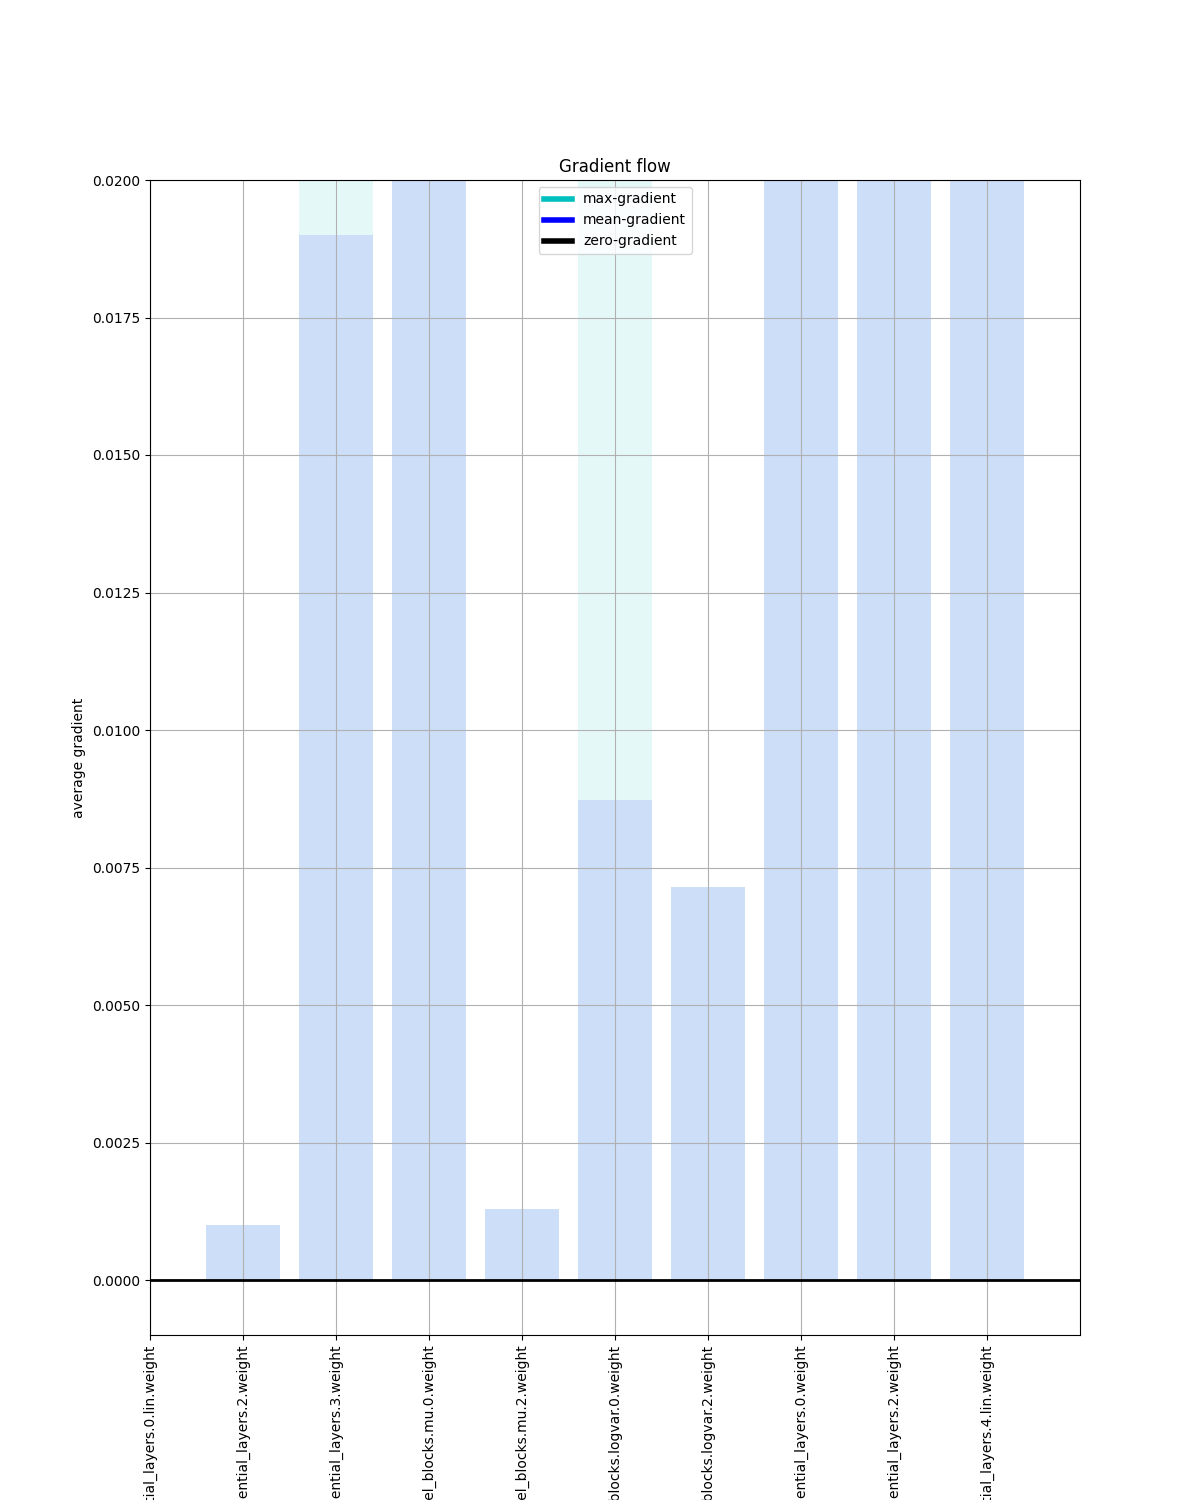 Gradient flow
max-gradient
mean-gradient
zero-gradient
0.0200
0.0175
0.0150
0.0125
0.0100
0.0075
0.0050
0.0025
0.0000
average gradient
tial_layers.0.lin.weight
ential_layers.2.weight
ential_layers.3.weight
el_blocks.mu.0.weight
el_blocks.mu.2.weight
blocks.logvar.0.weight
blocks.logvar.2.weight
ential_layers.0.weight
ential_layers.2.weight
tial_layers.4.lin.weight